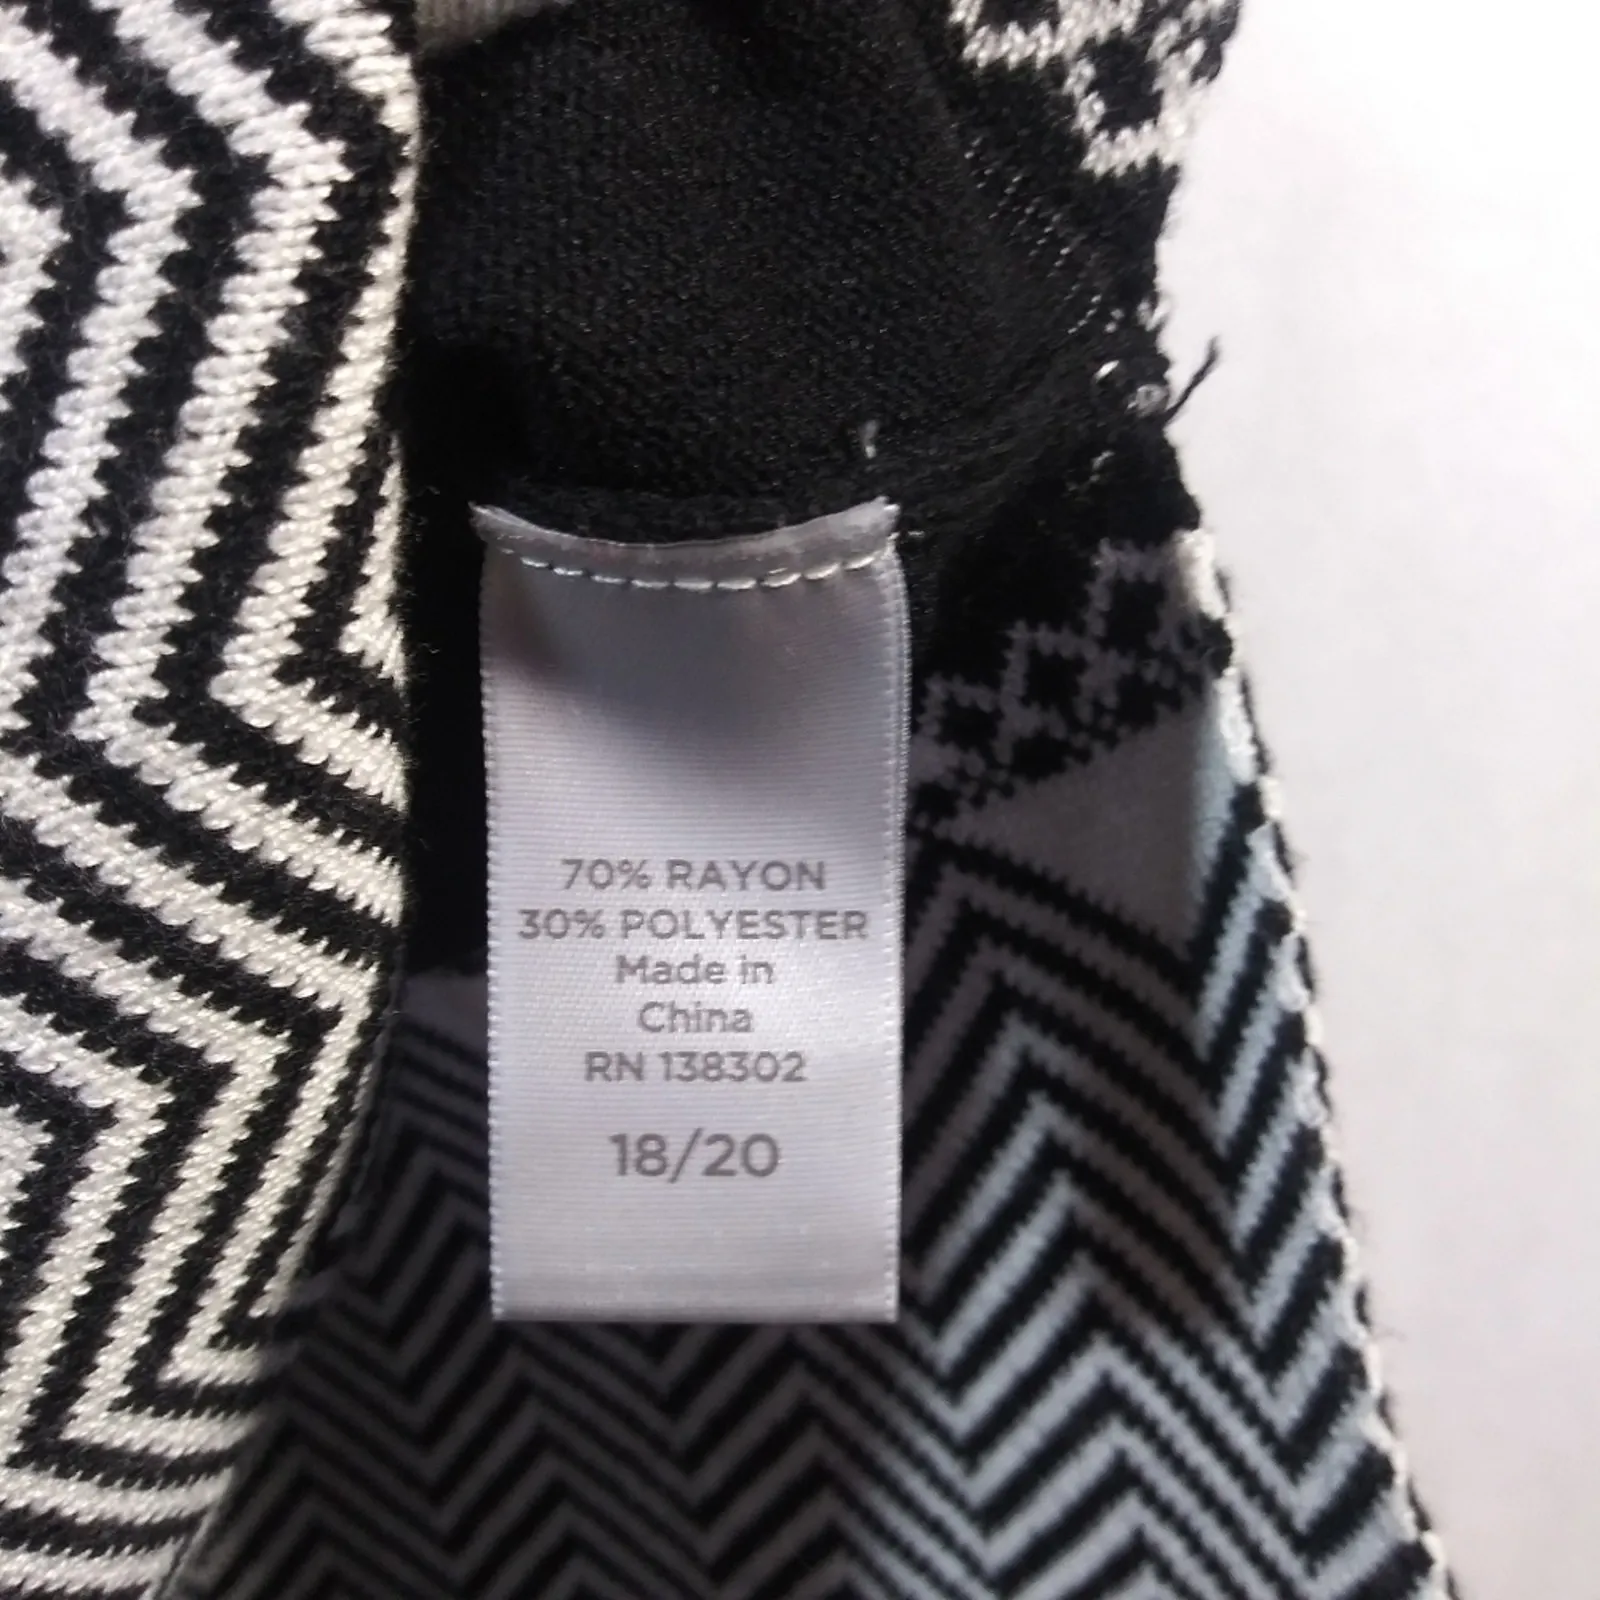 70% RAYON
30% POLYESTER
Made in
China
RN 138302
18/20